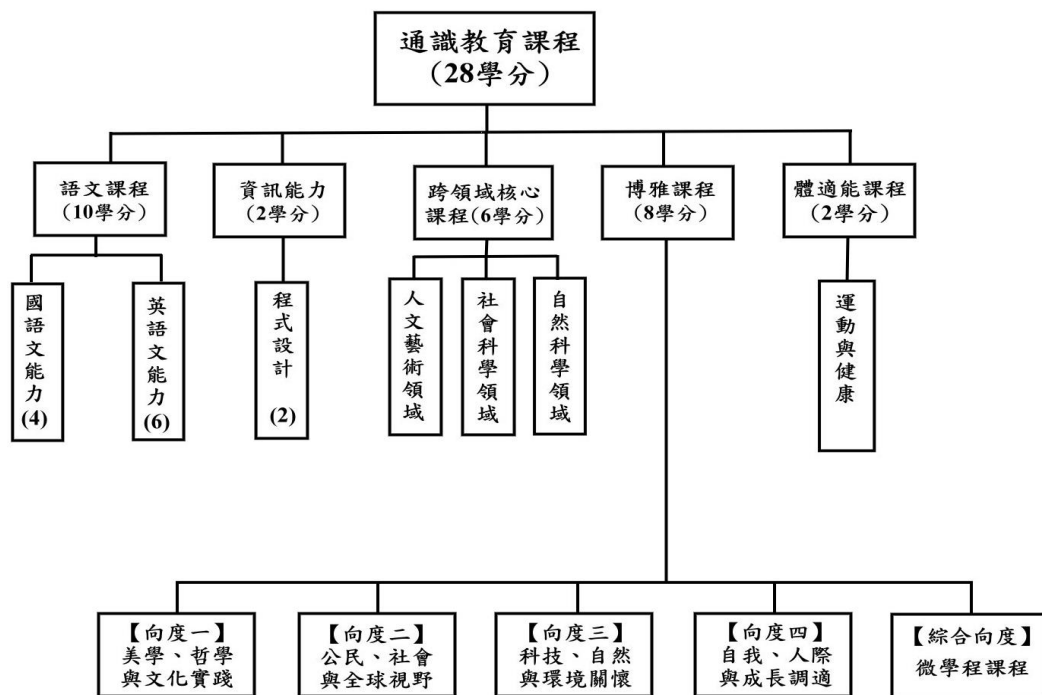 通識教育課程
(28學分)
語文課程
(10學分)
資訊能力
(2學分)
跨領域核心
課程(6學分)
博雅課程
(8學分)
體適能課程
(2學分)
國語文能力
(4)
英語文能力
(6)
程式設計
(2)
人文藝術領域
社會科學領域
自然科學領域
運動與健康
【向度一】
美學、哲學
與文化實踐
【向度二】
公民、社會
與全球視野
【向度三】
科技、自然
與環境關懷
【向度四】
自我、人際
與成長調適
【綜合向度】
微學程課程